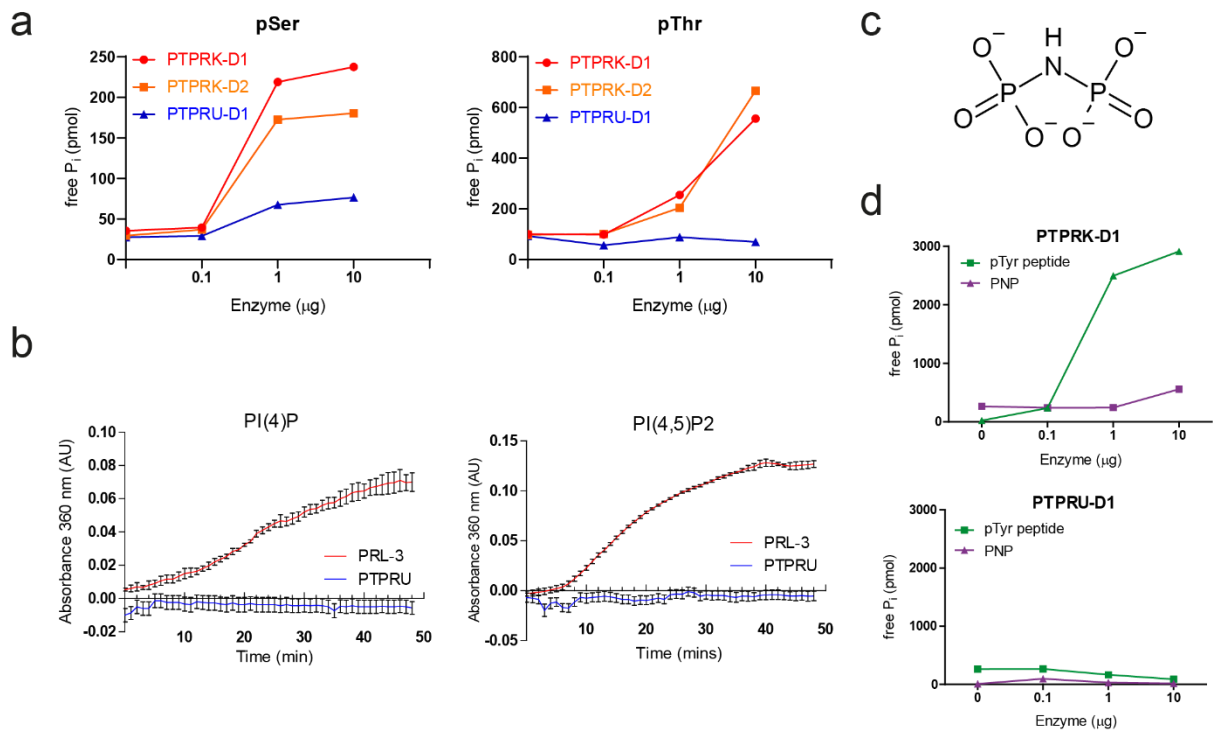 a
pSer
free Pi (pmol)
250
200
150
100
50
0
PTPRK-D1
PTPRK-D2
PTPRU-D1
0.1
1
10
Enzyme (μg)
pThr
free Pi (pmol)
800
600
400
200
0
PTPRK-D1
PTPRK-D2
PTPRU-D1
0.1
1
10
Enzyme (μg)
b
PI(4)P
Absorbance 360 nm (AU)
0.10
0.08
0.06
0.04
0.02
0.00
-0.02
PRL-3
PTPRU
10
20
30
40
50
Time (min)
PI(4,5)P2
Absorbance 360 nm (AU)
0.15
0.10
0.05
0.00
-0.05
PRL-3
PTPRU
10
20
30
40
50
Time (mins)
c
H
O⁻ N O⁻
P P
O O⁻ O⁻ O
d
PTPRK-D1
free Pi (pmol)
3000
2000
1000
0
pTyr peptide
PNP
0
0.1
1
10
Enzyme (μg)
PTPRU-D1
free Pi (pmol)
3000
2000
1000
0
pTyr peptide
PNP
0
0.1
1
10
Enzyme (μg)